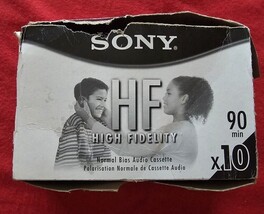 SONY
HF
HIGH FIDELITY
90
min
Normal Bias Audio Cassette
Polarisation Normale de Cassette Audio
x10